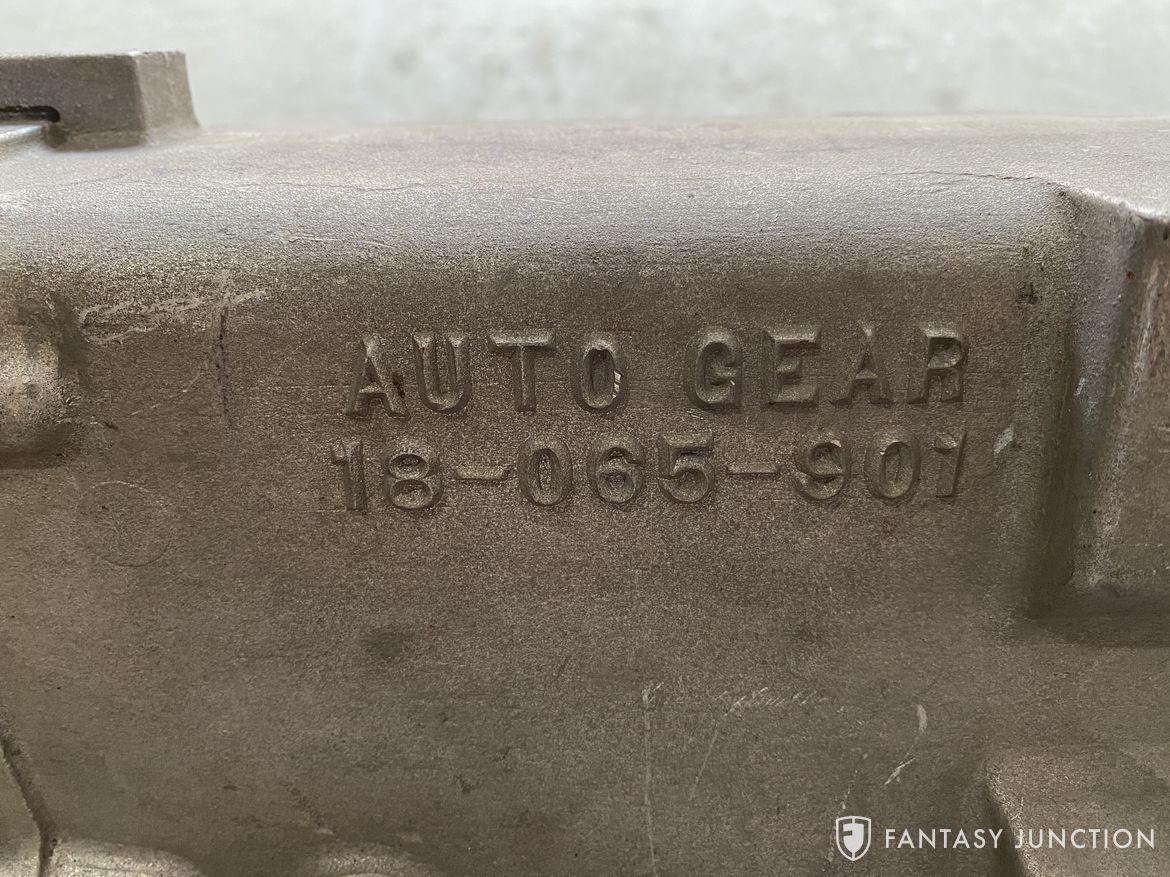 AUTO GEAR
18-065-901
FANTASY JUNCTION